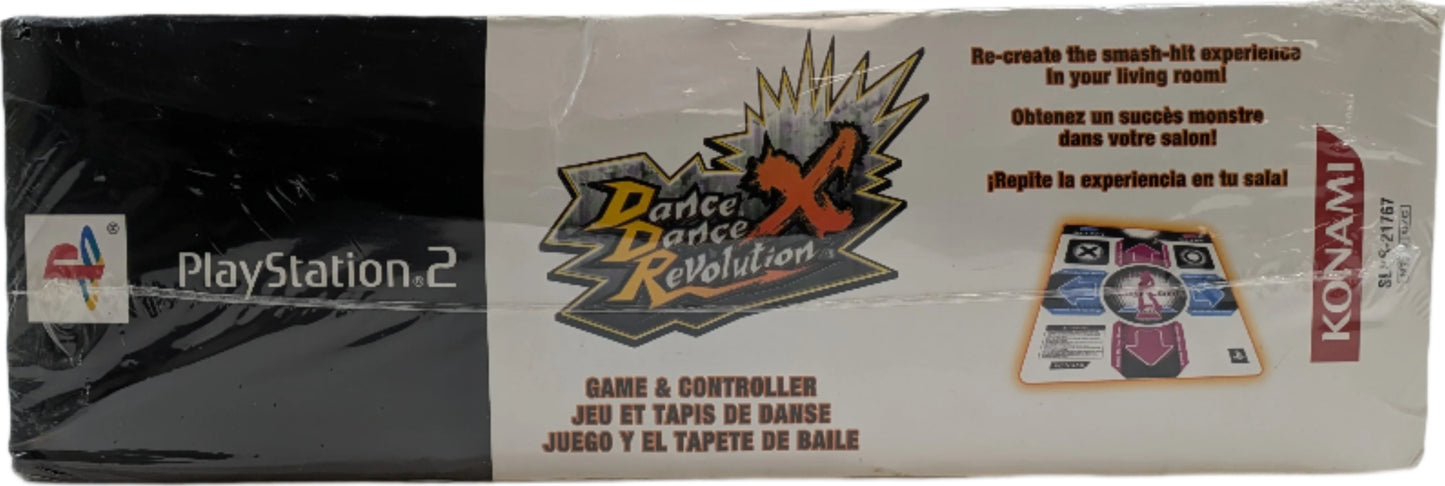 PlayStation®2
Dance
Dance
Revolution
X
GAME & CONTROLLER
JEU ET TAPIS DE DANSE
JUEGO Y EL TAPETE DE BAILE
Re-create the smash-hit experience
in your living room!
Obtenez un succès monstre
dans votre salon!
¡Repite la experiencia en tu sala!
KONAMI